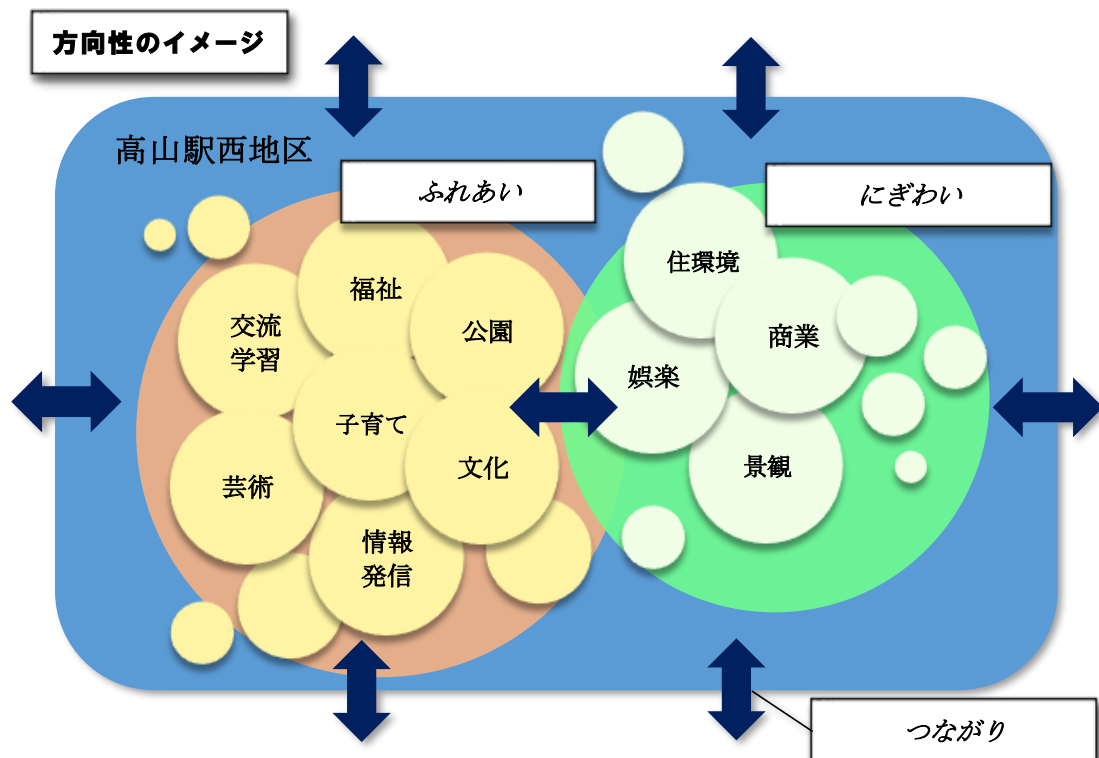 方向性のイメージ
高山駅西地区
ふれあい
にぎわい
福祉
交流
学習
公園
子育て
芸術
文化
情報
発信
住環境
商業
娯楽
景観
つながり